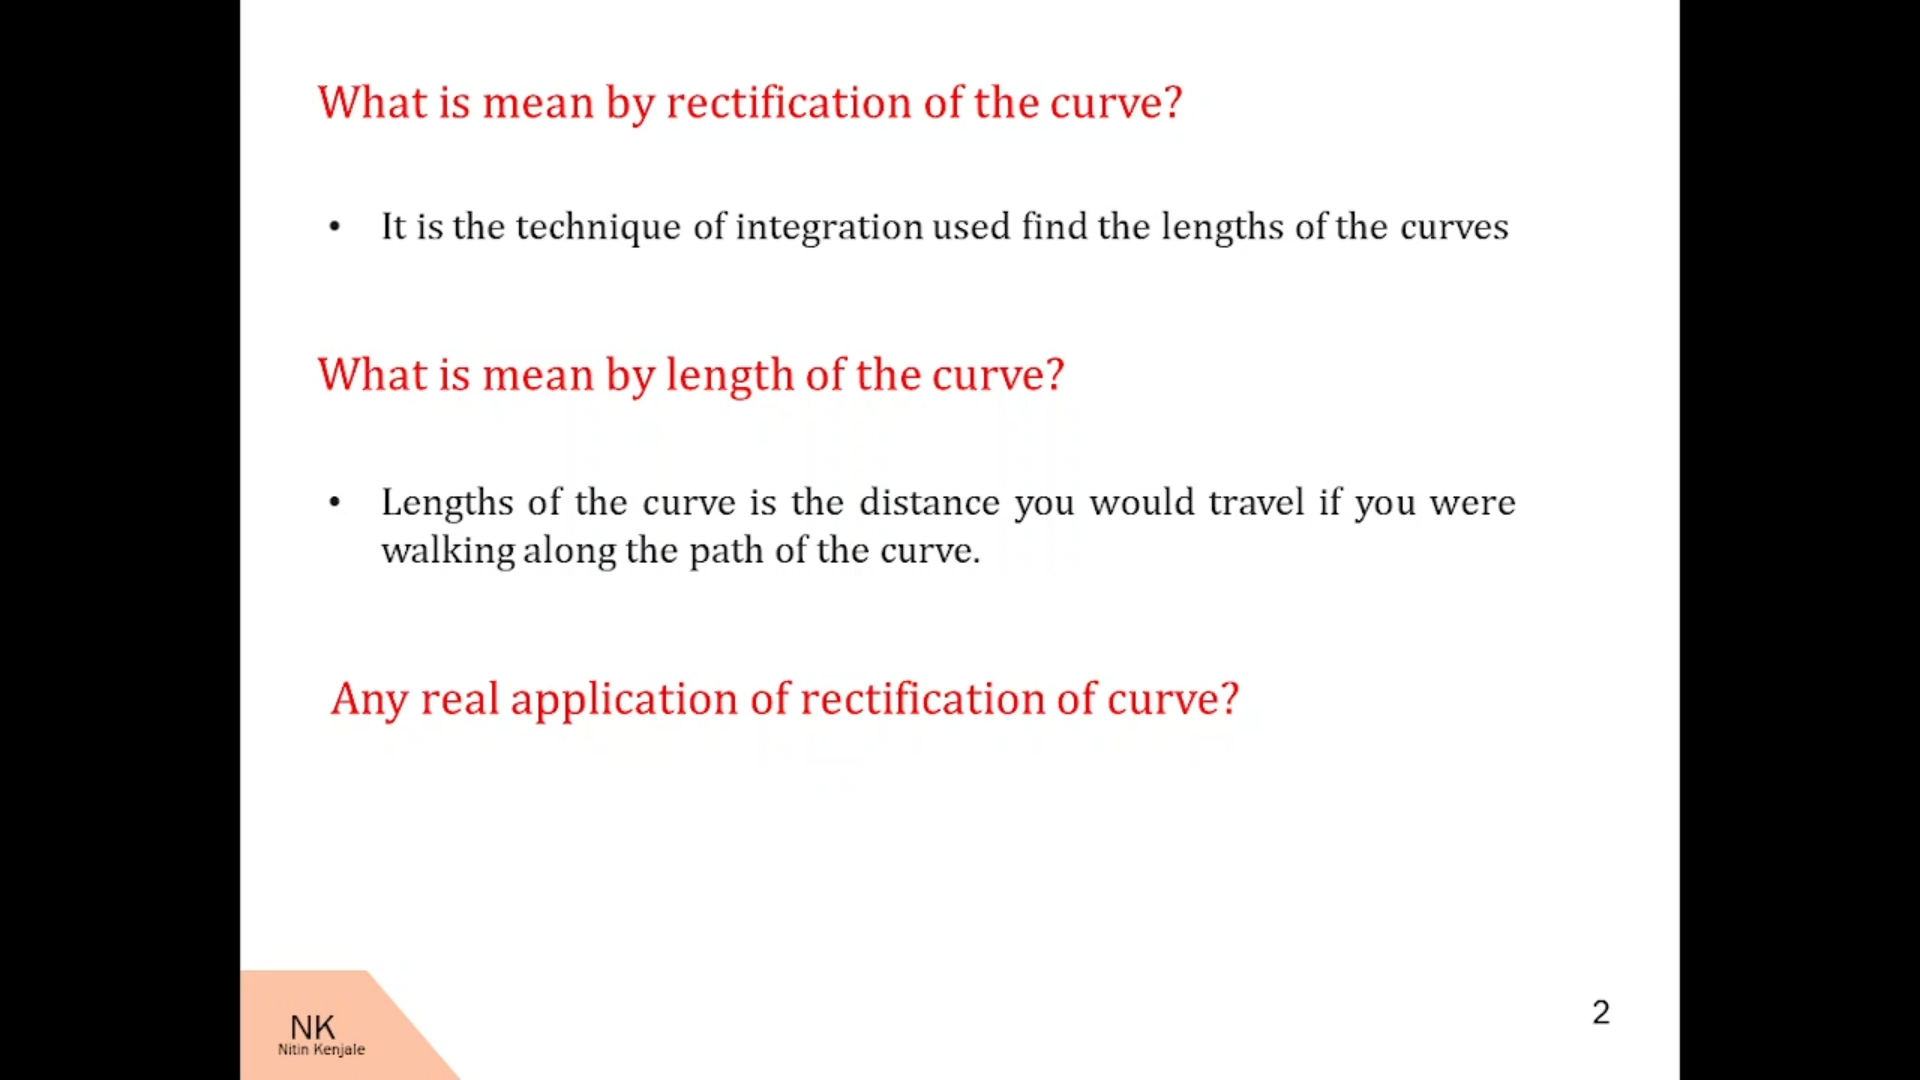 What is mean by rectification of the curve?
• It is the technique of integration used find the lengths of the curves
What is mean by length of the curve?
• Lengths of the curve is the distance you would travel if you were
walking along the path of the curve.
Any real application of rectification of curve?
NK
Nitin Kenjale
2